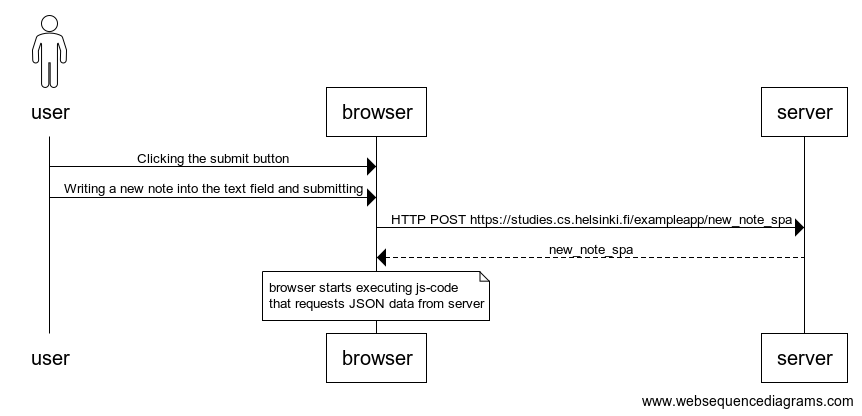 user
browser
server
Clicking the submit button
Writing a new note into the text field and submitting
HTTP POST https://studies.cs.helsinki.fi/exampleapp/new_note_spa
new_note_spa
browser starts executing js-code
that requests JSON data from server
user
browser
server
www.websequencediagrams.com